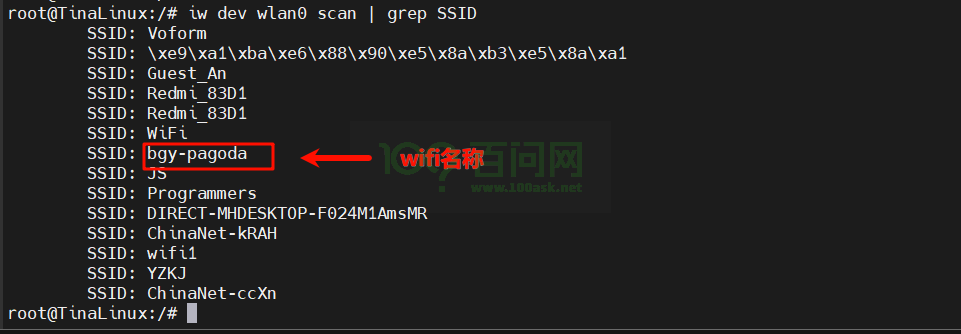 root@TinaLinux:/# iw dev wlan0 scan | grep SSID
SSID: Voform
SSID: \xe9\xa1\xba\xe6\x88\x90\xe5\x8a\xb3\xe5\x8a\xa1
SSID: Guest_An
SSID: Redmi_83D1
SSID: Redmi_83D1
SSID: WiFi
SSID: bgy-pagoda
wifi名称
SSID: JS
SSID: Programmers
SSID: DIRECT-MHDESKTOP-F024M1AmsMR
SSID: ChinaNet-kRAH
SSID: wifi1
SSID: YZKJ
SSID: ChinaNet-ccXn
root@TinaLinux:/#
百问网
www.100ask.net